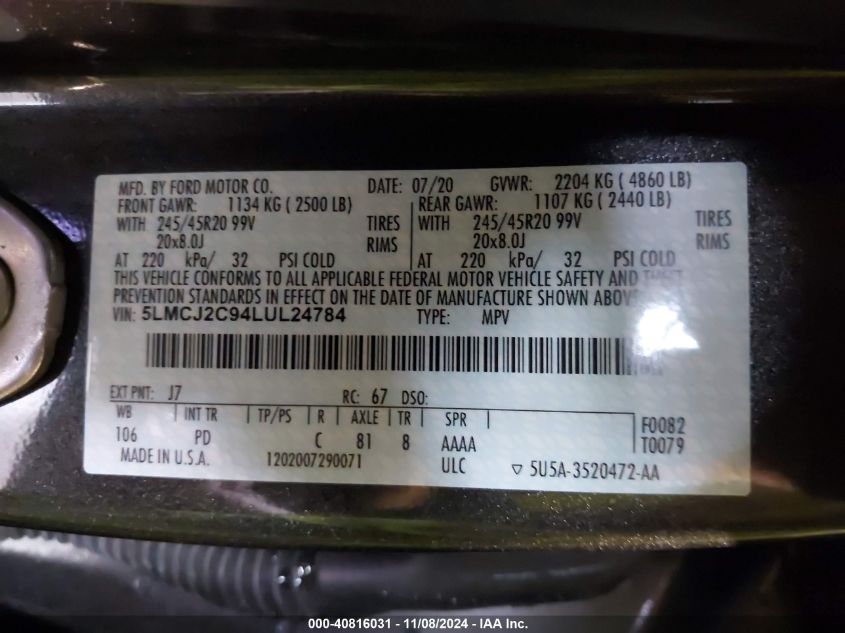 MFD. BY FORD MOTOR CO. DATE: 07/20 GVWR: 2204 KG ( 4860 LB)
FRONT GAWR: 1134 KG ( 2500 LB) REAR GAWR: 1107 KG ( 2440 LB)
WITH 245/45R20 99V TIRES WITH 245/45R20 99V TIRES
20x8.0J RIMS 20x8.0J RIMS
AT 220 kPa/ 32 PSI COLD AT 220 kPa/ 32 PSI COLD
THIS VEHICLE CONFORMS TO ALL APPLICABLE FEDERAL MOTOR VEHICLE SAFETY AND THEFT
PREVENTION STANDARDS IN EFFECT ON THE DATE OF MANUFACTURE SHOWN ABOVE
VIN: 5LMCJ2C94LUL24784 TYPE: MPV
EXT PNT: J7 RC: 67 DSO:
WB INT TR TP/PS R AXLE TR SPR
106 PD C 81 8 AAAA F0082
T0079
MADE IN U.S.A. 1202007290071 ULC ▽ 5U5A-3520472-AA
000-40816031 - 11/08/2024 - IAA Inc.